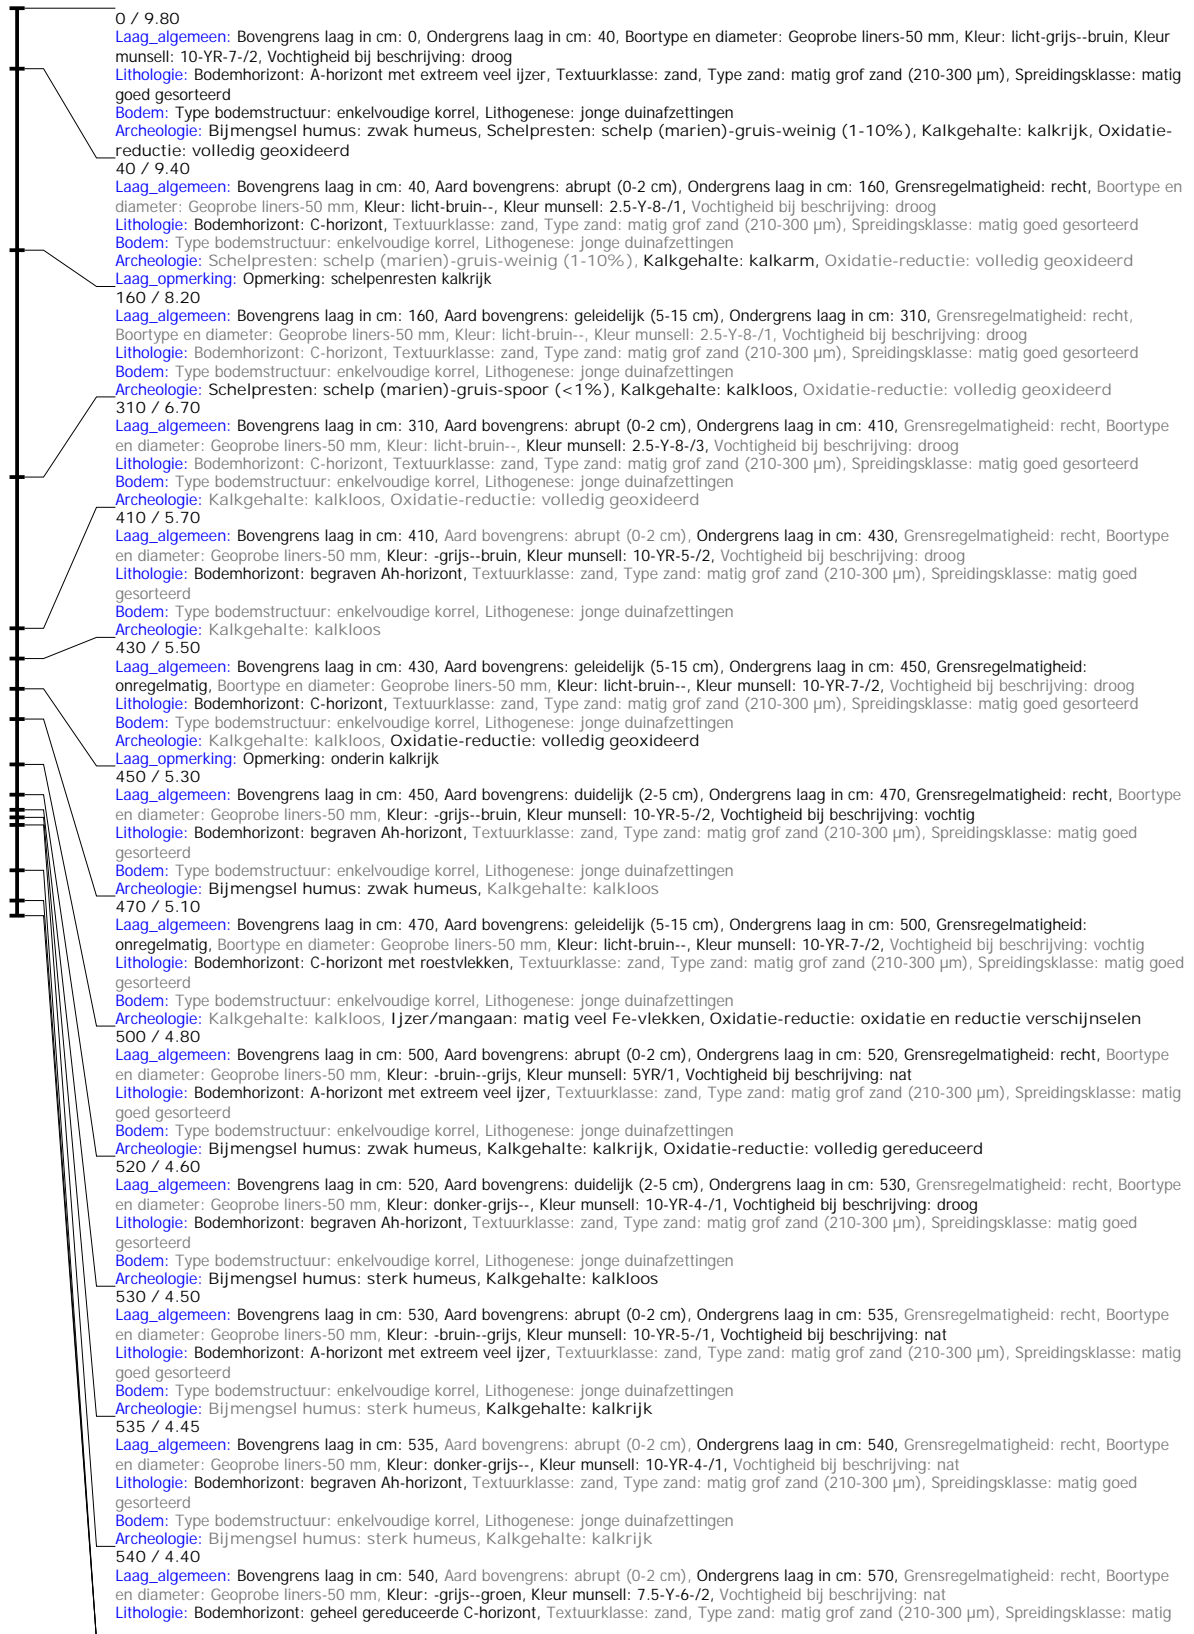 0 / 9.80
Laag_algemeen: Bovengrens laag in cm: 0, Ondergrens laag in cm: 40, Boortype en diameter: Geoprobe liners-50 mm, Kleur: licht-grijs--bruin, Kleur
munsell: 10-YR-7-/2, Vochtigheid bij beschrijving: droog
Lithologie: Bodemhorizont: A-horizont met extreem veel ijzer, Textuurklasse: zand, Type zand: matig grof zand (210-300 µm), Spreidingsklasse: matig
goed gesorteerd
Bodem: Type bodemstructuur: enkelvoudige korrel, Lithogenese: jonge duinafzettingen
Archeologie: Bijmengsel humus: zwak humeus, Schelpresten: schelp (marien)-gruis-weinig (1-10%), Kalkgehalte: kalkrijk, Oxidatie-
reductie: volledig geoxideerd
40 / 9.40
Laag_algemeen: Bovengrens laag in cm: 40, Aard bovengrens: abrupt (0-2 cm), Ondergrens laag in cm: 160, Grensregelmatigheid: recht, Boortype en
diameter: Geoprobe liners-50 mm, Kleur: licht-bruin--, Kleur munsell: 2.5-Y-8-/1, Vochtigheid bij beschrijving: droog
Lithologie: Bodemhorizont: C-horizont, Textuurklasse: zand, Type zand: matig grof zand (210-300 µm), Spreidingsklasse: matig goed gesorteerd
Bodem: Type bodemstructuur: enkelvoudige korrel, Lithogenese: jonge duinafzettingen
Archeologie: Schelpresten: schelp (marien)-gruis-weinig (1-10%), Kalkgehalte: kalkarm, Oxidatie-reductie: volledig geoxideerd
Laag_opmerking: Opmerking: schelpenresten kalkrijk
160 / 8.20
Laag_algemeen: Bovengrens laag in cm: 160, Aard bovengrens: geleidelijk (5-15 cm), Ondergrens laag in cm: 310, Grensregelmatigheid: recht,
Boortype en diameter: Geoprobe liners-50 mm, Kleur: licht-bruin--, Kleur munsell: 2.5-Y-8-/1, Vochtigheid bij beschrijving: droog
Lithologie: Bodemhorizont: C-horizont, Textuurklasse: zand, Type zand: matig grof zand (210-300 µm), Spreidingsklasse: matig goed gesorteerd
Bodem: Type bodemstructuur: enkelvoudige korrel, Lithogenese: jonge duinafzettingen
Archeologie: Schelpresten: schelp (marien)-gruis-spoor (<1%), Kalkgehalte: kalkloos, Oxidatie-reductie: volledig geoxideerd
310 / 6.70
Laag_algemeen: Bovengrens laag in cm: 310, Aard bovengrens: abrupt (0-2 cm), Ondergrens laag in cm: 410, Grensregelmatigheid: recht, Boortype
en diameter: Geoprobe liners-50 mm, Kleur: licht-bruin--, Kleur munsell: 2.5-Y-8-/3, Vochtigheid bij beschrijving: droog
Lithologie: Bodemhorizont: C-horizont, Textuurklasse: zand, Type zand: matig grof zand (210-300 µm), Spreidingsklasse: matig goed gesorteerd
Bodem: Type bodemstructuur: enkelvoudige korrel, Lithogenese: jonge duinafzettingen
Archeologie: Kalkgehalte: kalkloos, Oxidatie-reductie: volledig geoxideerd
410 / 5.70
Laag_algemeen: Bovengrens laag in cm: 410, Aard bovengrens: abrupt (0-2 cm), Ondergrens laag in cm: 430, Grensregelmatigheid: recht, Boortype
en diameter: Geoprobe liners-50 mm, Kleur: -grijs--bruin, Kleur munsell: 10-YR-5-/2, Vochtigheid bij beschrijving: droog
Lithologie: Bodemhorizont: begraven Ah-horizont, Textuurklasse: zand, Type zand: matig grof zand (210-300 µm), Spreidingsklasse: matig goed
gesorteerd
Bodem: Type bodemstructuur: enkelvoudige korrel, Lithogenese: jonge duinafzettingen
Archeologie: Kalkgehalte: kalkloos
430 / 5.50
Laag_algemeen: Bovengrens laag in cm: 430, Aard bovengrens: geleidelijk (5-15 cm), Ondergrens laag in cm: 450, Grensregelmatigheid:
onregelmatig, Boortype en diameter: Geoprobe liners-50 mm, Kleur: licht-bruin--, Kleur munsell: 10-YR-7-/2, Vochtigheid bij beschrijving: droog
Lithologie: Bodemhorizont: C-horizont, Textuurklasse: zand, Type zand: matig grof zand (210-300 µm), Spreidingsklasse: matig goed gesorteerd
Bodem: Type bodemstructuur: enkelvoudige korrel, Lithogenese: jonge duinafzettingen
Archeologie: Kalkgehalte: kalkloos, Oxidatie-reductie: volledig geoxideerd
Laag_opmerking: Opmerking: onderin kalkrijk
450 / 5.30
Laag_algemeen: Bovengrens laag in cm: 450, Aard bovengrens: duidelijk (2-5 cm), Ondergrens laag in cm: 470, Grensregelmatigheid: recht, Boortype
en diameter: Geoprobe liners-50 mm, Kleur: -grijs--bruin, Kleur munsell: 10-YR-5-/2, Vochtigheid bij beschrijving: vochtig
Lithologie: Bodemhorizont: begraven Ah-horizont, Textuurklasse: zand, Type zand: matig grof zand (210-300 µm), Spreidingsklasse: matig goed
gesorteerd
Bodem: Type bodemstructuur: enkelvoudige korrel, Lithogenese: jonge duinafzettingen
Archeologie: Bijmengsel humus: zwak humeus, Kalkgehalte: kalkloos
470 / 5.10
Laag_algemeen: Bovengrens laag in cm: 470, Aard bovengrens: geleidelijk (5-15 cm), Ondergrens laag in cm: 500, Grensregelmatigheid:
onregelmatig, Boortype en diameter: Geoprobe liners-50 mm, Kleur: licht-bruin--, Kleur munsell: 10-YR-7-/2, Vochtigheid bij beschrijving: vochtig
Lithologie: Bodemhorizont: C-horizont met roestvlekken, Textuurklasse: zand, Type zand: matig grof zand (210-300 µm), Spreidingsklasse: matig goed
gesorteerd
Bodem: Type bodemstructuur: enkelvoudige korrel, Lithogenese: jonge duinafzettingen
Archeologie: Kalkgehalte: kalkloos, Ijzer/mangaan: matig veel Fe-vlekken, Oxidatie-reductie: oxidatie en reductie verschijnselen
500 / 4.80
Laag_algemeen: Bovengrens laag in cm: 500, Aard bovengrens: abrupt (0-2 cm), Ondergrens laag in cm: 520, Grensregelmatigheid: recht, Boortype
en diameter: Geoprobe liners-50 mm, Kleur: -bruin--grijs, Kleur munsell: 5YR/1, Vochtigheid bij beschrijving: nat
Lithologie: Bodemhorizont: A-horizont met extreem veel ijzer, Textuurklasse: zand, Type zand: matig grof zand (210-300 µm), Spreidingsklasse: matig
goed gesorteerd
Bodem: Type bodemstructuur: enkelvoudige korrel, Lithogenese: jonge duinafzettingen
Archeologie: Bijmengsel humus: zwak humeus, Kalkgehalte: kalkrijk, Oxidatie-reductie: volledig gereduceerd
520 / 4.60
Laag_algemeen: Bovengrens laag in cm: 520, Aard bovengrens: duidelijk (2-5 cm), Ondergrens laag in cm: 530, Grensregelmatigheid: recht, Boortype
en diameter: Geoprobe liners-50 mm, Kleur: donker-grijs--, Kleur munsell: 10-YR-4-/1, Vochtigheid bij beschrijving: droog
Lithologie: Bodemhorizont: begraven Ah-horizont, Textuurklasse: zand, Type zand: matig grof zand (210-300 µm), Spreidingsklasse: matig goed
gesorteerd
Bodem: Type bodemstructuur: enkelvoudige korrel, Lithogenese: jonge duinafzettingen
Archeologie: Bijmengsel humus: sterk humeus, Kalkgehalte: kalkloos
530 / 4.50
Laag_algemeen: Bovengrens laag in cm: 530, Aard bovengrens: abrupt (0-2 cm), Ondergrens laag in cm: 535, Grensregelmatigheid: recht, Boortype
en diameter: Geoprobe liners-50 mm, Kleur: -bruin--grijs, Kleur munsell: 10-YR-5-/1, Vochtigheid bij beschrijving: nat
Lithologie: Bodemhorizont: A-horizont met extreem veel ijzer, Textuurklasse: zand, Type zand: matig grof zand (210-300 µm), Spreidingsklasse: matig
goed gesorteerd
Bodem: Type bodemstructuur: enkelvoudige korrel, Lithogenese: jonge duinafzettingen
Archeologie: Bijmengsel humus: sterk humeus, Kalkgehalte: kalkrijk
535 / 4.45
Laag_algemeen: Bovengrens laag in cm: 535, Aard bovengrens: abrupt (0-2 cm), Ondergrens laag in cm: 540, Grensregelmatigheid: recht, Boortype
en diameter: Geoprobe liners-50 mm, Kleur: donker-grijs--, Kleur munsell: 10-YR-4-/1, Vochtigheid bij beschrijving: nat
Lithologie: Bodemhorizont: begraven Ah-horizont, Textuurklasse: zand, Type zand: matig grof zand (210-300 µm), Spreidingsklasse: matig goed
gesorteerd
Bodem: Type bodemstructuur: enkelvoudige korrel, Lithogenese: jonge duinafzettingen
Archeologie: Bijmengsel humus: sterk humeus, Kalkgehalte: kalkrijk
540 / 4.40
Laag_algemeen: Bovengrens laag in cm: 540, Aard bovengrens: abrupt (0-2 cm), Ondergrens laag in cm: 570, Grensregelmatigheid: recht, Boortype
en diameter: Geoprobe liners-50 mm, Kleur: -grijs--groen, Kleur munsell: 7.5-Y-6-/2, Vochtigheid bij beschrijving: nat
Lithologie: Bodemhorizont: geheel gereduceerde C-horizont, Textuurklasse: zand, Type zand: matig grof zand (210-300 µm), Spreidingsklasse: matig